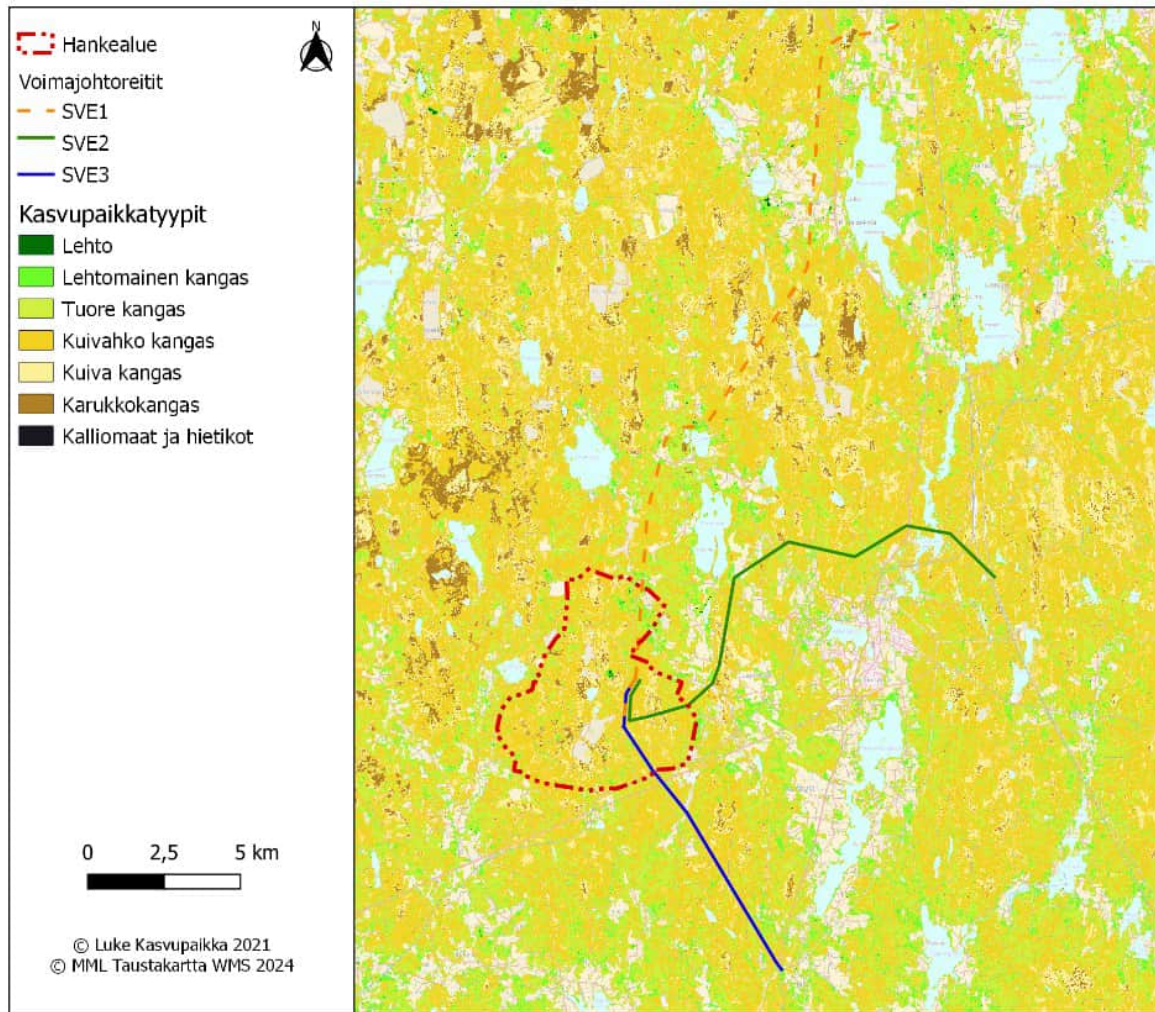 N
Hankealue
Voimajohtoreitit
SVE1
SVE2
SVE3
Kasvupaikkatyypit
Lehto
Lehtomainen kangas
Tuore kangas
Kuivahko kangas
Kuiva kangas
Karukkokangas
Kalliomaat ja hietikot
0 2,5 5 km
© Luke Kasvupaikka 2021
© MML Taustakartta WMS 2024